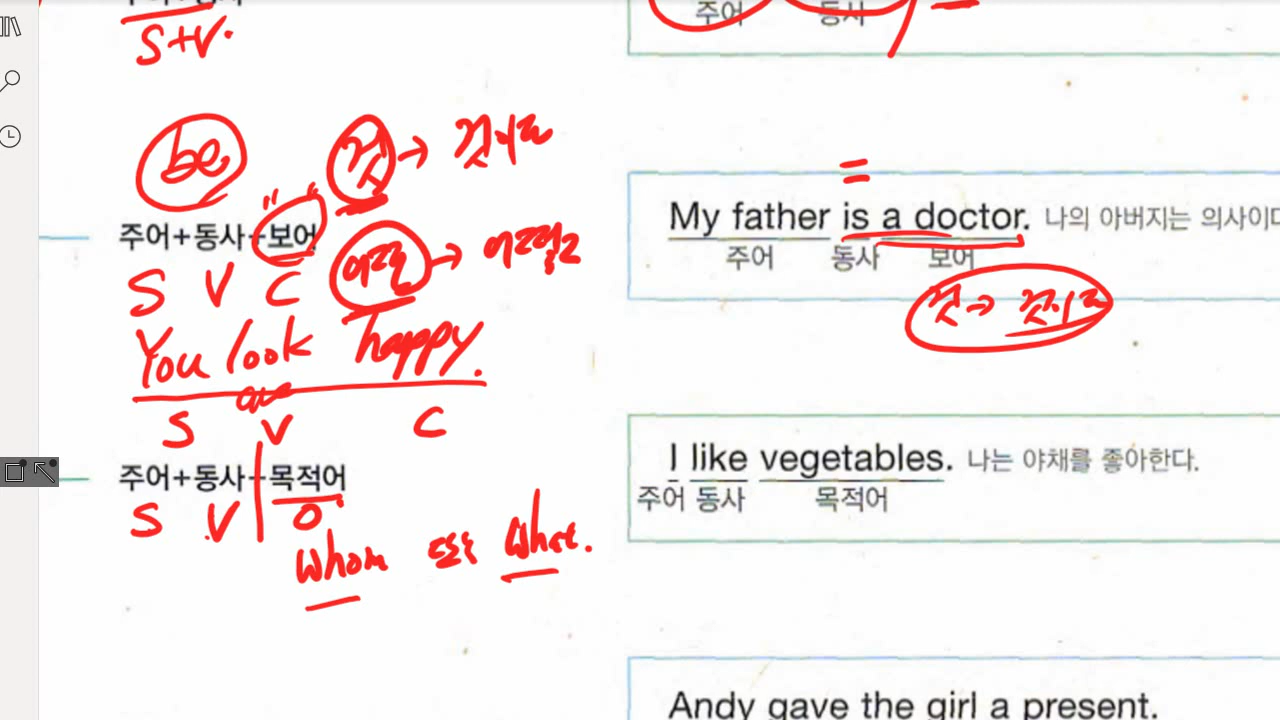 S+V.
주어 동사
be
것 → 것이고
주어+동사+보어
S V C
어떤 → 어떻고
You look happy.
are
S V C
=
My father is a doctor. 나의 아버지는 의사이다
주어 동사 보어
것 → 것이고
주어+동사+목적어
S V O
whom 또는 what.
I like vegetables. 나는 야채를 좋아한다.
주어 동사 목적어
Andy gave the girl a present.